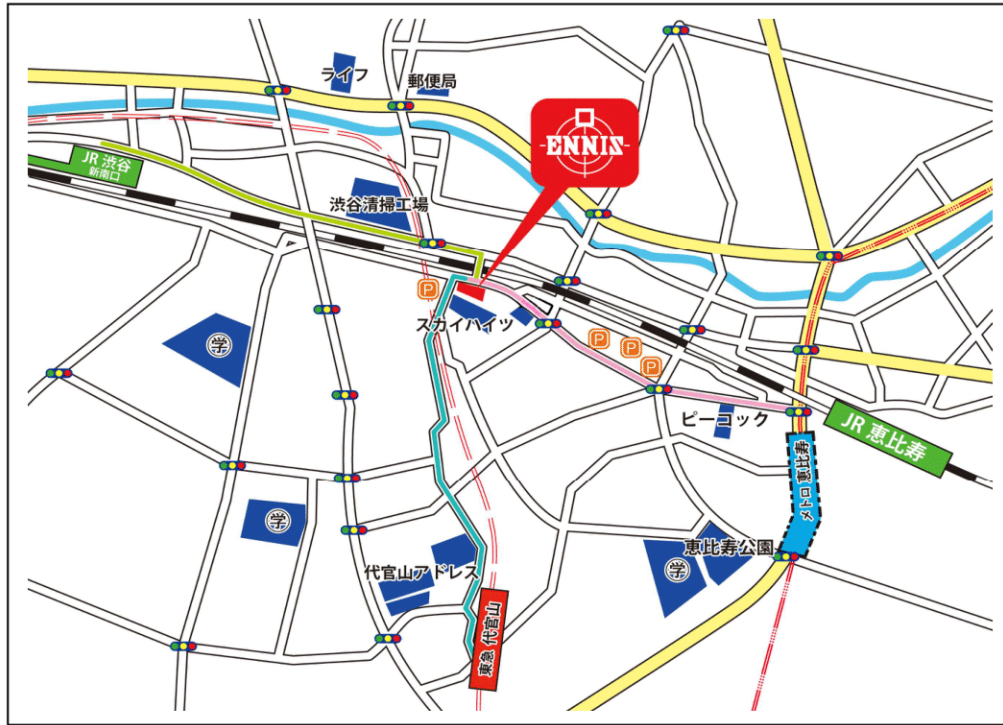 ライフ
郵便局
ENNIS
JR 渋谷
新南口
渋谷清掃工場
P
スカイハイツ
P
P
P
学
ピーコック
JR 恵比寿
メトロ 恵比寿
学
恵比寿公園
学
代官山アドレス
東急 代官山